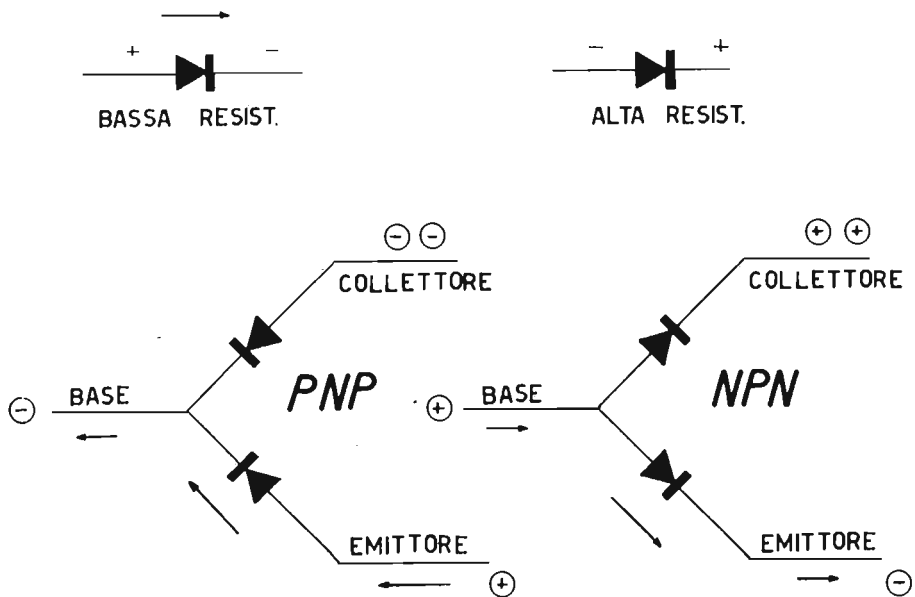 + -
- +
BASSA RESIST.
ALTA RESIST.
⊖ ⊖
COLLETTORE
⊕ ⊕
COLLETTORE
⊖ BASE
PNP
⊕ BASE
NPN
EMITTORE
⊕
EMITTORE
⊖